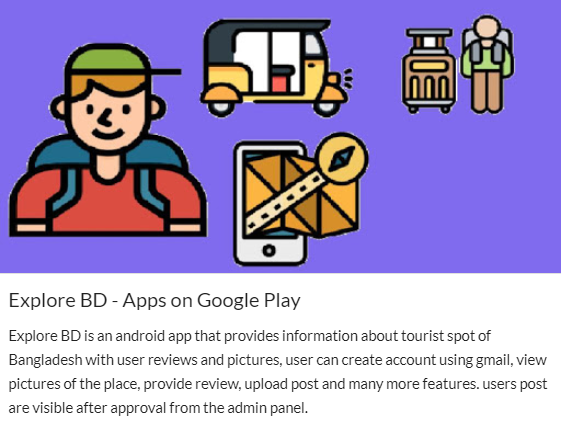 Explore BD - Apps on Google Play
Explore BD is an android app that provides information about tourist spot of
Bangladesh with user reviews and pictures, user can create account using gmail, view
pictures of the place, provide review, upload post and many more features. users post
are visible after approval from the admin panel.